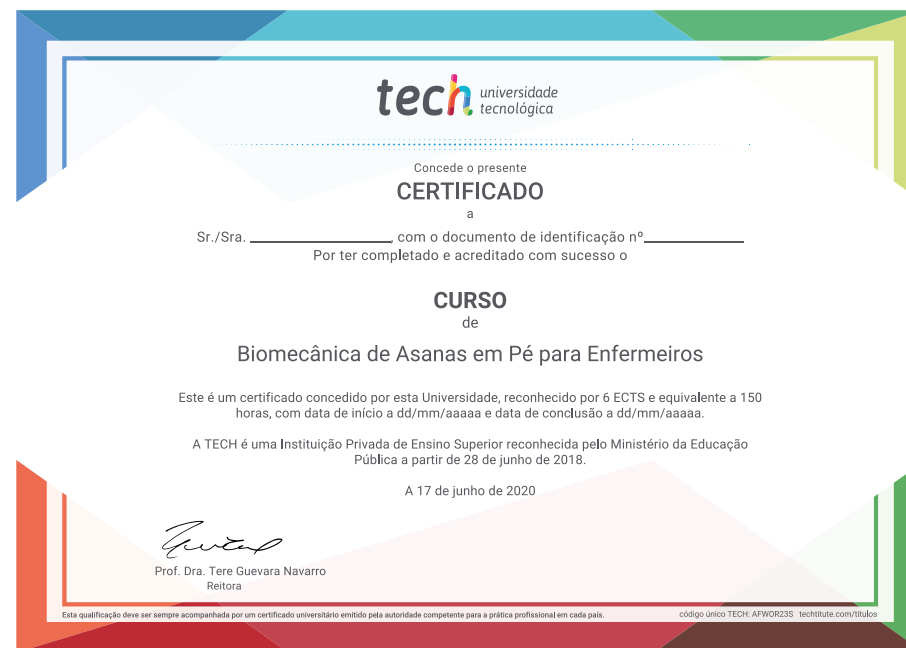 tech universidade
tecnológica
Concede o presente
CERTIFICADO
a
Sr./Sra. ____________, com o documento de identificação nº____________
Por ter completado e acreditado com sucesso o
CURSO
de
Biomecânica de Asanas em Pé para Enfermeiros
Este é um certificado concedido por esta Universidade, reconhecido por 6 ECTS e equivalente a 150
horas, com data de início a dd/mm/aaaaa e data de conclusão a dd/mm/aaaaa.
A TECH é uma Instituição Privada de Ensino Superior reconhecida pelo Ministério da Educação
Pública a partir de 28 de junho de 2018.
A 17 de junho de 2020
Prof. Dra. Tere Guevara Navarro
Reitora
Esta qualificação deve ser sempre acompanhada por um certificado universitário emitido pela autoridade competente para a prática profissional em cada país.
código único TECH: AFWOR23S techtitute.com/titulos